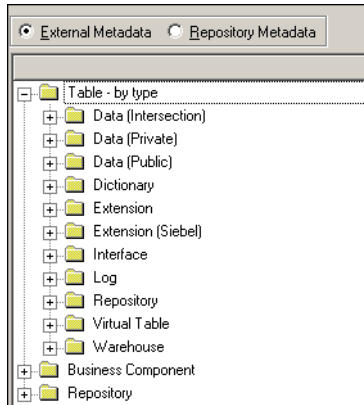 External Metadata Repository Metadata
Table - by type
Data (Intersection)
Data (Private)
Data (Public)
Dictionary
Extension
Extension (Siebel)
Interface
Log
Repository
Virtual Table
Warehouse
Business Component
Repository